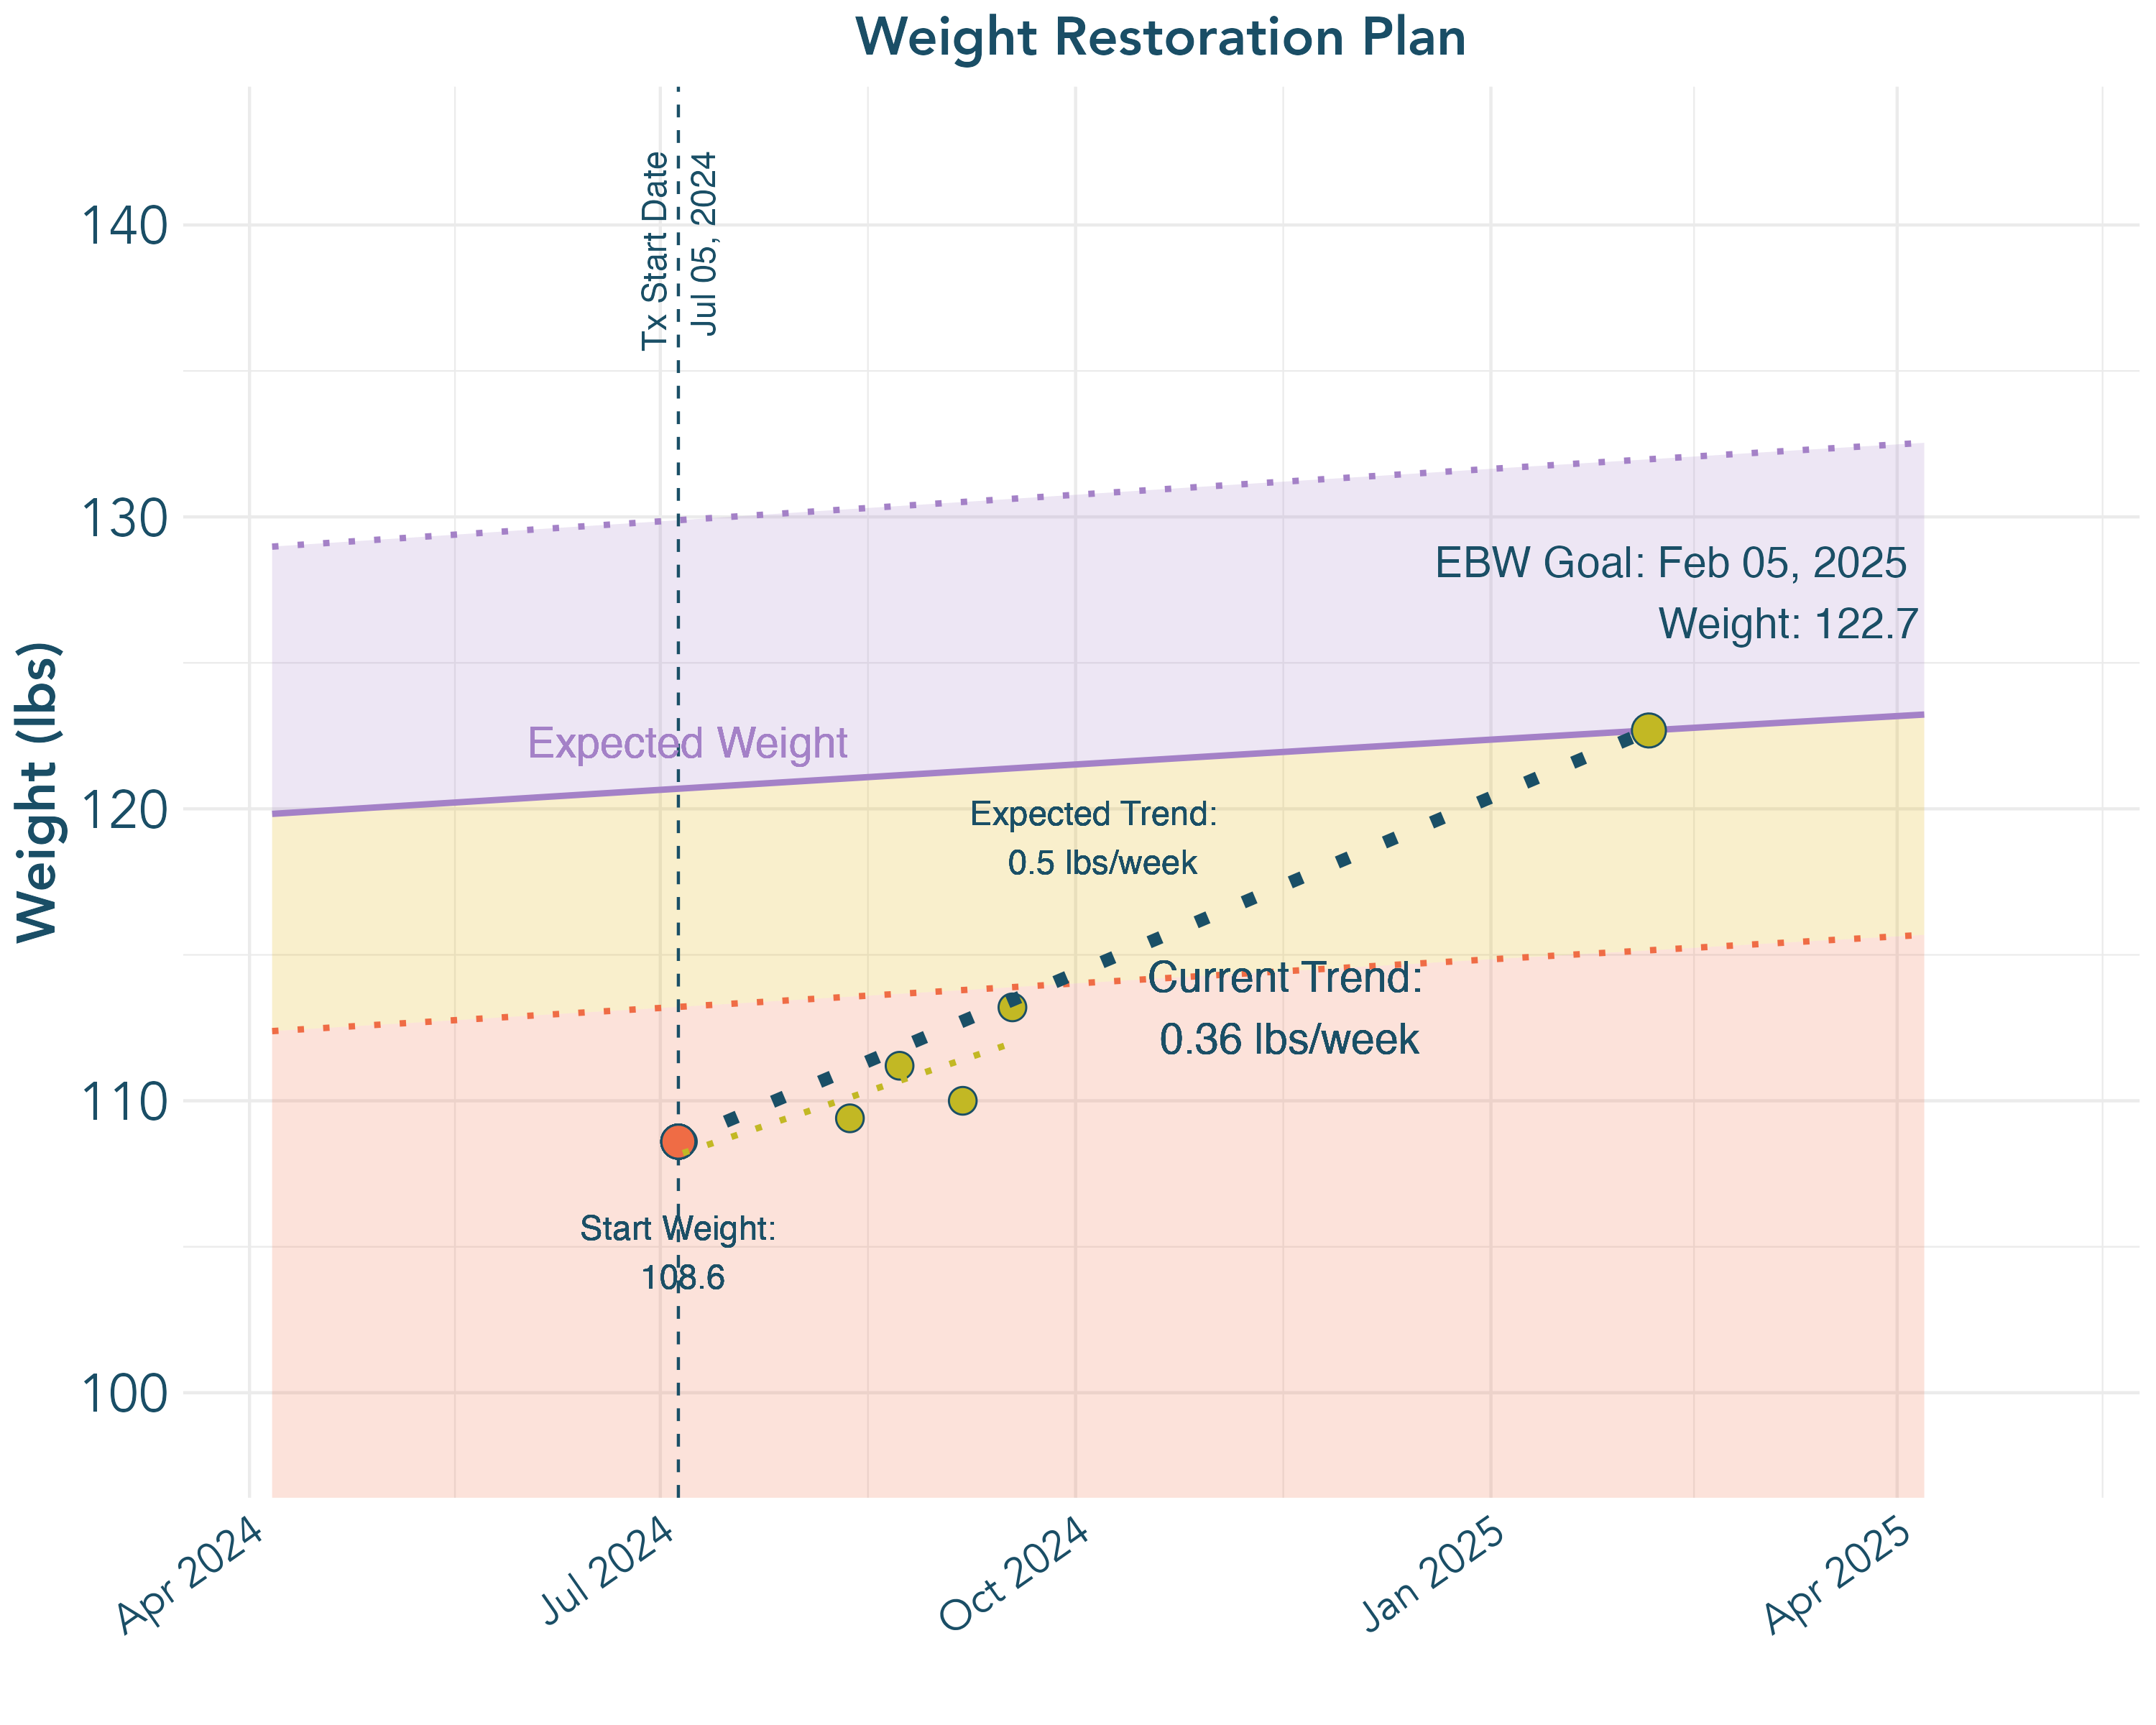 Weight Restoration Plan
Tx Start Date
Jul 05, 2024
140
130
120
110
100
Weight (lbs)
EBW Goal: Feb 05, 2025
Weight: 122.7
Expected Weight
Expected Trend:
0.5 lbs/week
Current Trend:
0.36 lbs/week
Start Weight:
108.6
Apr 2024
Jul 2024
Oct 2024
Jan 2025
Apr 2025